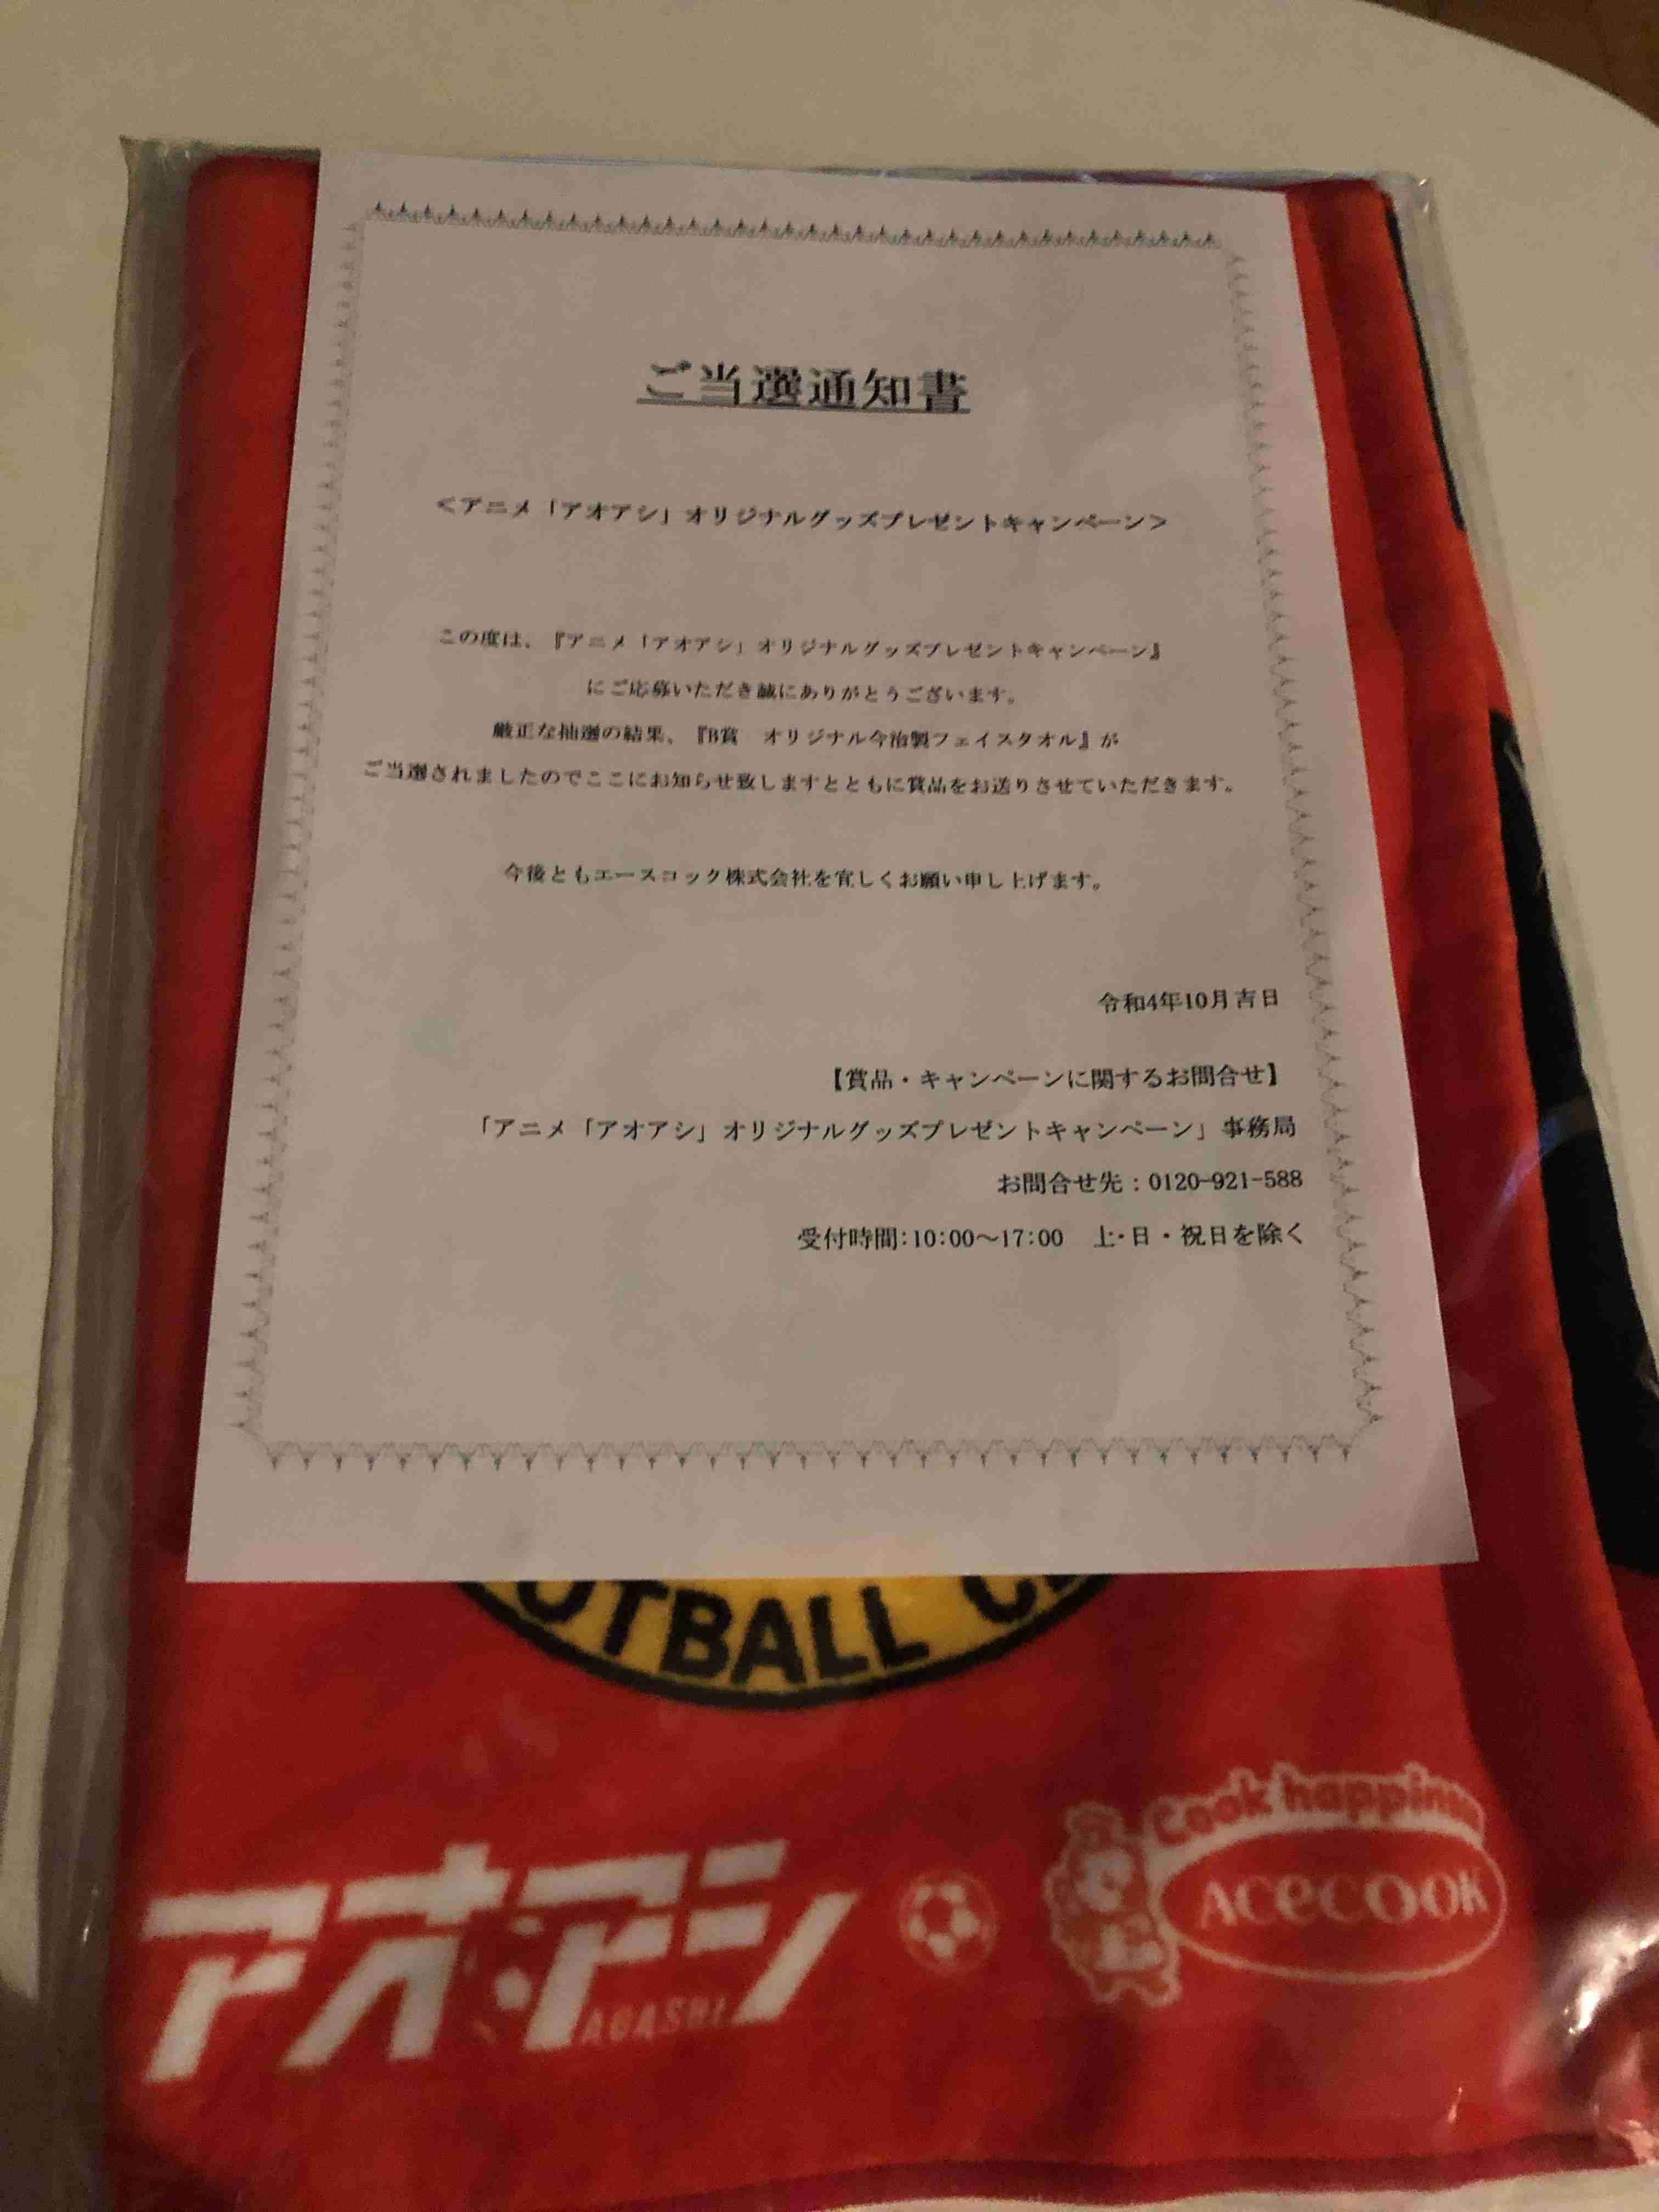 ご当選通知書
＜アニメ「アオアシ」オリジナルグッズプレゼントキャンペーン＞
この度は、『アニメ「アオアシ」オリジナルグッズプレゼントキャンペーン』
にご応募いただき誠にありがとうございます。
厳正な抽選の結果、『B賞　オリジナル今治製フェイスタオル』が
ご当選されましたのでここにお知らせ致しますとともに賞品をお送りさせていただきます。
今後ともエースコック株式会社を宜しくお願い申し上げます。
令和4年10月吉日
【賞品・キャンペーンに関するお問合せ】
「アニメ「アオアシ」オリジナルグッズプレゼントキャンペーン」事務局
お問合せ先：0120-921-588
受付時間:10:00～17:00　土・日・祝日を除く
OTBALL C
アオアシ
AOASHI
Cook happiness
ACECOOK